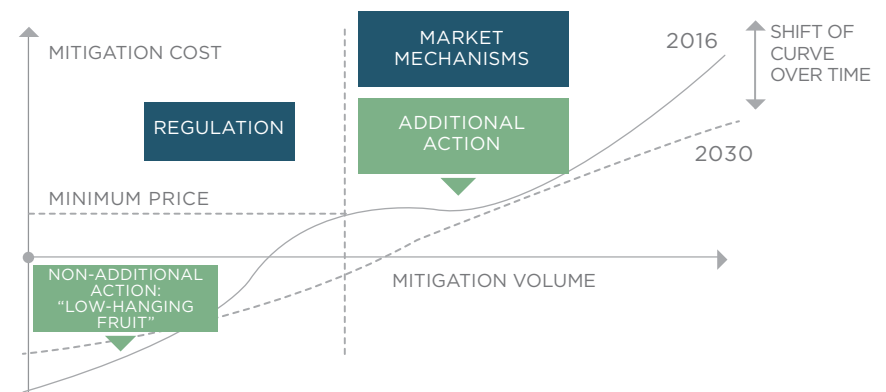 MITIGATION COST
MARKET
MECHANISMS
2016
SHIFT OF
CURVE
OVER TIME
REGULATION
ADDITIONAL
ACTION
2030
MINIMUM PRICE
NON-ADDITIONAL
ACTION:
“LOW-HANGING
FRUIT”
MITIGATION VOLUME